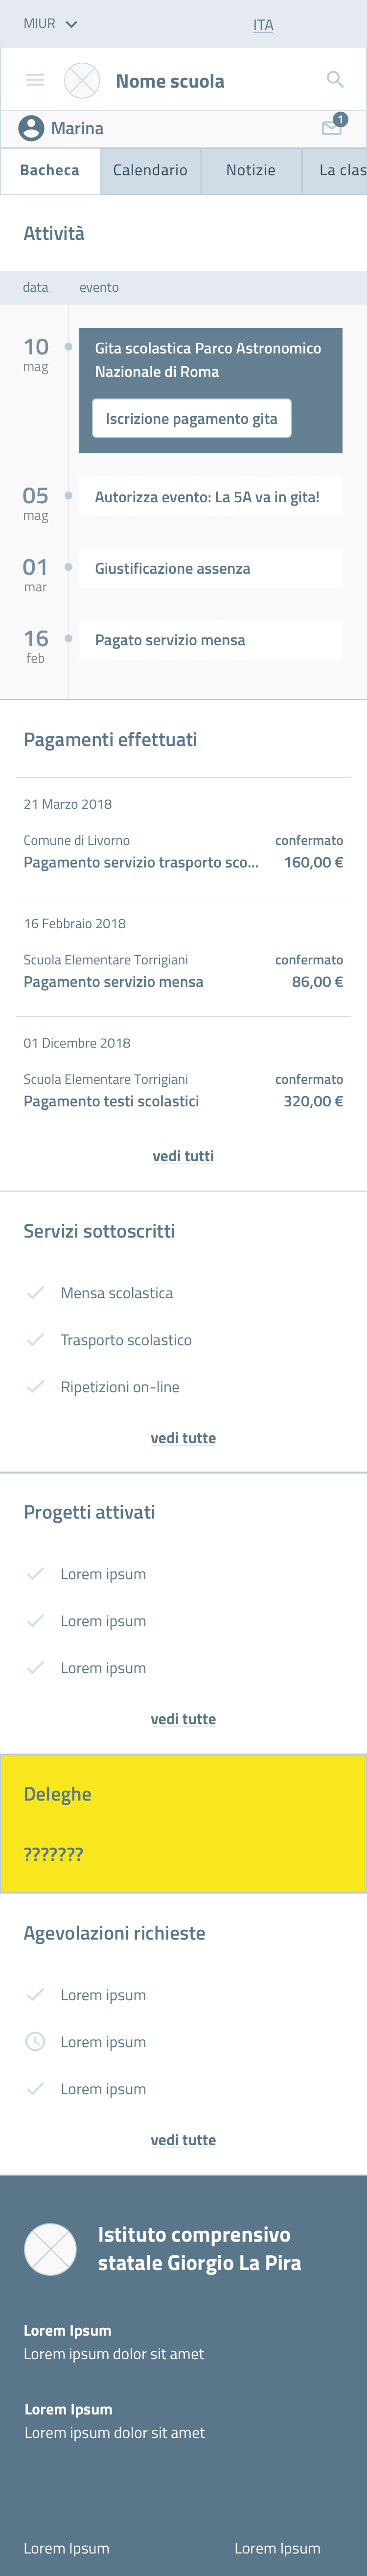 MIUR
ITA
Nome scuola
Marina
1
Bacheca Calendario Notizie La clas
Attività
data evento
10 mag
Gita scolastica Parco Astronomico
Nazionale di Roma
Iscrizione pagamento gita
05 mag
Autorizza evento: La 5A va in gita!
01 mar
Giustificazione assenza
16 feb
Pagato servizio mensa
Pagamenti effettuati
21 Marzo 2018
Comune di Livorno confermato
Pagamento servizio trasporto sco... 160,00 €
16 Febbraio 2018
Scuola Elementare Torrigiani confermato
Pagamento servizio mensa 86,00 €
01 Dicembre 2018
Scuola Elementare Torrigiani confermato
Pagamento testi scolastici 320,00 €
vedi tutti
Servizi sottoscritti
Mensa scolastica
Trasporto scolastico
Ripetizioni on-line
vedi tutte
Progetti attivati
Lorem ipsum
Lorem ipsum
Lorem ipsum
vedi tutte
Deleghe
???????
Agevolazioni richieste
Lorem ipsum
Lorem ipsum
Lorem ipsum
vedi tutte
Istituto comprensivo
statale Giorgio La Pira
Lorem Ipsum
Lorem ipsum dolor sit amet
Lorem Ipsum
Lorem ipsum dolor sit amet
Lorem Ipsum Lorem Ipsum